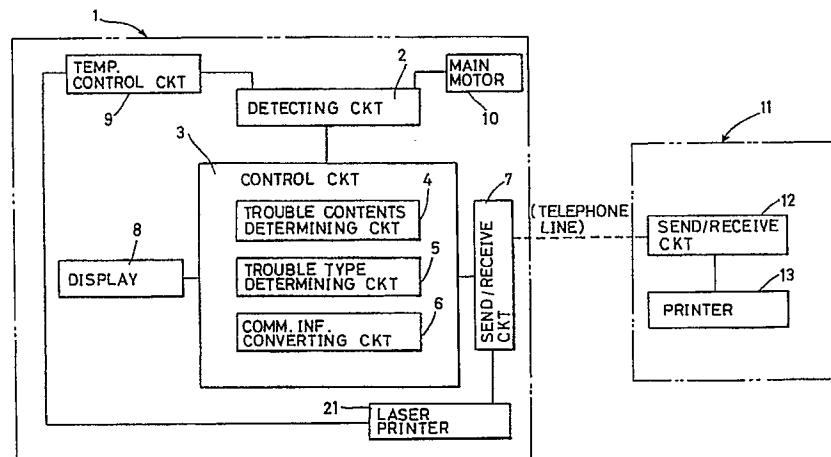 1
TEMP.
CONTROL CKT
9
2
DETECTING CKT
MAIN
MOTOR
10
3
CONTROL CKT
4
TROUBLE CONTENTS
DETERMINING CKT
5
TROUBLE TYPE
DETERMINING CKT
6
COMM. INF.
CONVERTING CKT
8
DISPLAY
7
SEND/RECEIVE
CKT
21
LASER
PRINTER
(TELEPHONE
LINE)
11
12
SEND/RECEIVE
CKT
13
PRINTER